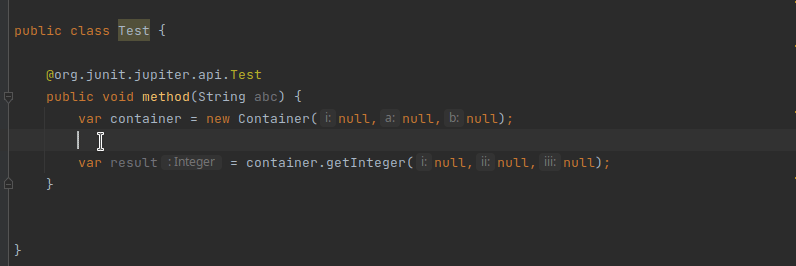 public class Test {
@org.junit.jupiter.api.Test
public void method(String abc) {
var container = new Container( i: null, a: null, b: null);
var result : Integer = container.getInteger( i: null, ii: null, iii: null);
}
}